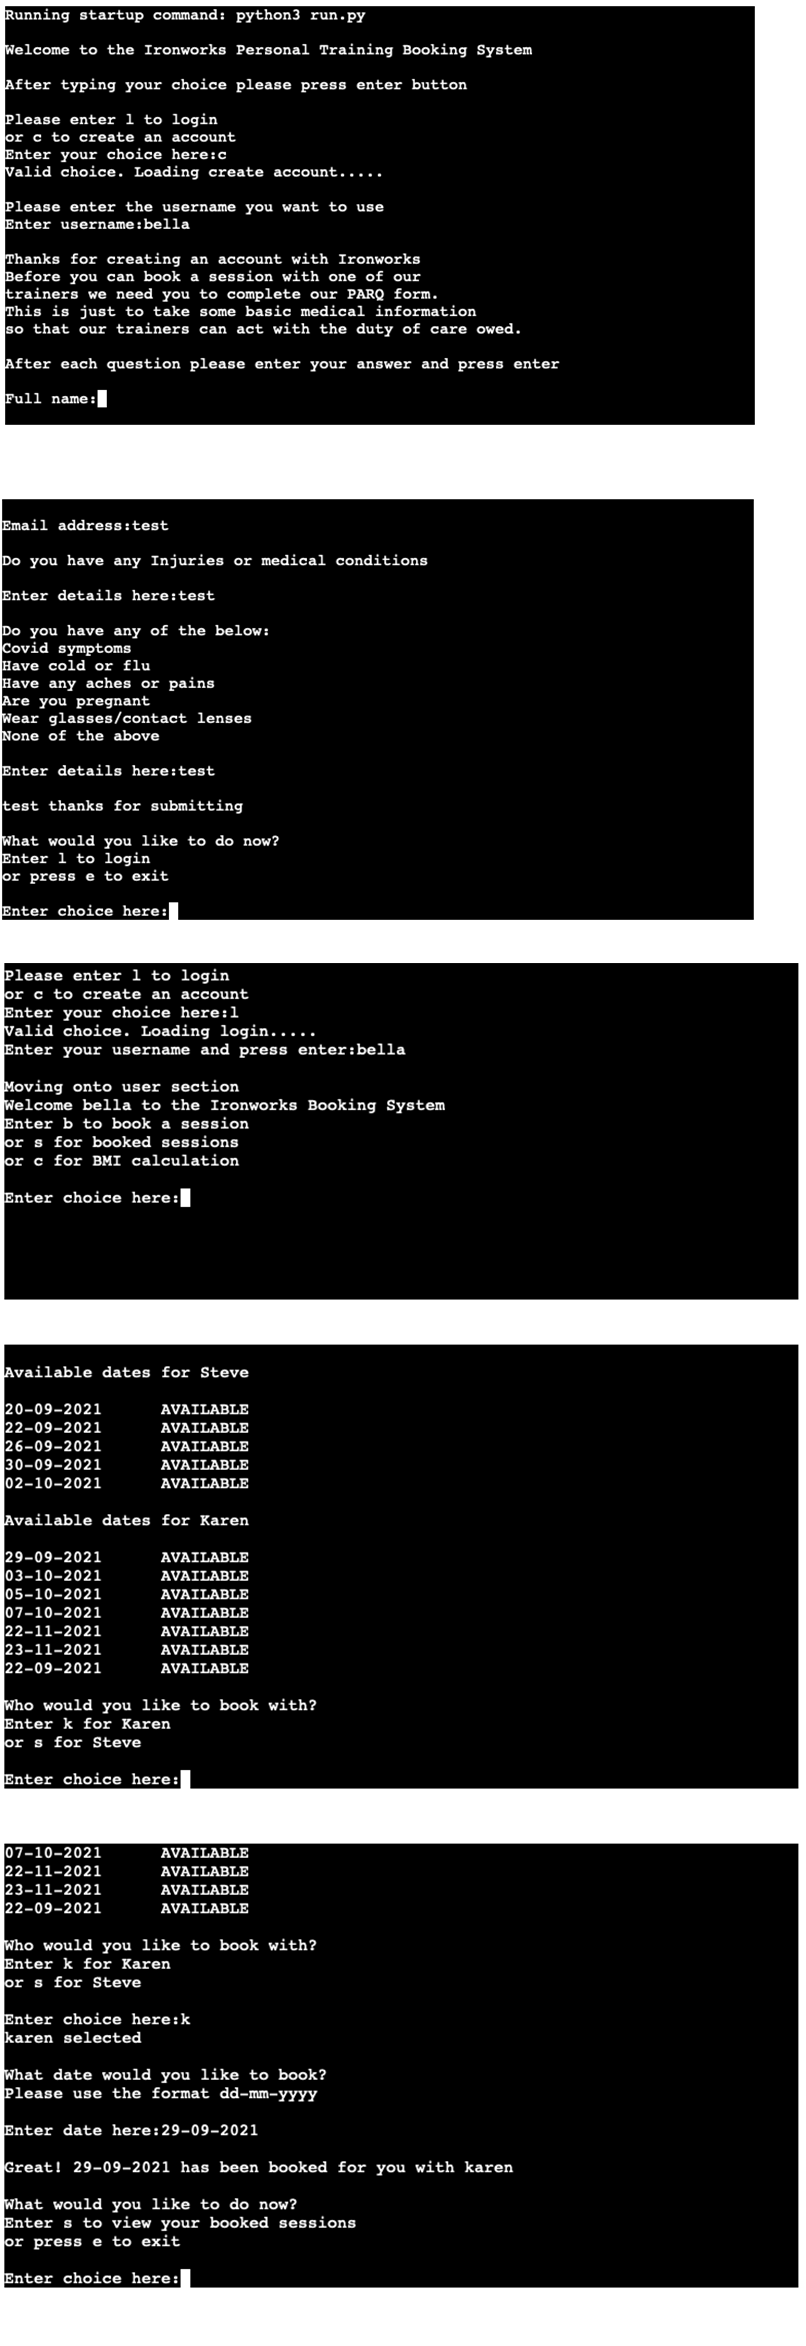 Running startup command: python3 run.py
Welcome to the Ironworks Personal Training Booking System
After typing your choice please press enter button
Please enter l to login
or c to create an account
Enter your choice here:c
Valid choice. Loading create account.....
Please enter the username you want to use
Enter username:bella
Thanks for creating an account with Ironworks
Before you can book a session with one of our
trainers we need you to complete our PARQ form.
This is just to take some basic medical information
so that our trainers can act with the duty of care owed.
After each question please enter your answer and press enter
Full name:
Email address:test
Do you have any Injuries or medical conditions
Enter details here:test
Do you have any of the below:
Covid symptoms
Have cold or flu
Have any aches or pains
Are you pregnant
Wear glasses/contact lenses
None of the above
Enter details here:test
test thanks for submitting
What would you like to do now?
Enter l to login
or press e to exit
Enter choice here:
Please enter l to login
or c to create an account
Enter your choice here:l
Valid choice. Loading login.....
Enter your username and press enter:bella
Moving onto user section
Welcome bella to the Ironworks Booking System
Enter b to book a session
or s for booked sessions
or c for BMI calculation
Enter choice here:
Available dates for Steve
20-09-2021 AVAILABLE
22-09-2021 AVAILABLE
26-09-2021 AVAILABLE
30-09-2021 AVAILABLE
02-10-2021 AVAILABLE
Available dates for Karen
29-09-2021 AVAILABLE
03-10-2021 AVAILABLE
05-10-2021 AVAILABLE
07-10-2021 AVAILABLE
22-11-2021 AVAILABLE
23-11-2021 AVAILABLE
22-09-2021 AVAILABLE
Who would you like to book with?
Enter k for Karen
or s for Steve
Enter choice here:
07-10-2021 AVAILABLE
22-11-2021 AVAILABLE
23-11-2021 AVAILABLE
22-09-2021 AVAILABLE
Who would you like to book with?
Enter k for Karen
or s for Steve
Enter choice here:k
karen selected
What date would you like to book?
Please use the format dd-mm-yyyy
Enter date here:29-09-2021
Great! 29-09-2021 has been booked for you with karen
What would you like to do now?
Enter s to view your booked sessions
or press e to exit
Enter choice here: